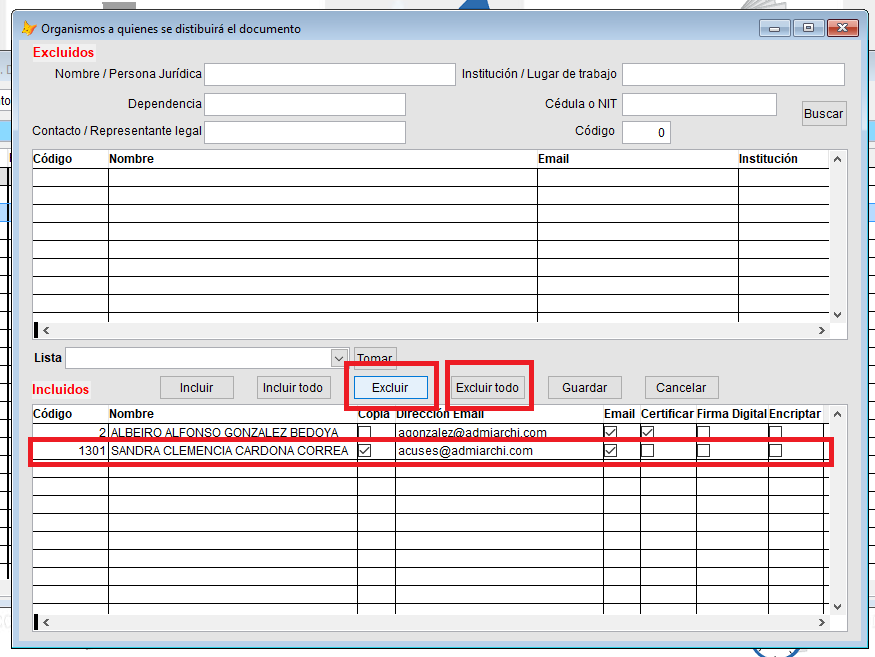 Organismos a quienes se distibuirá el documento
Excluidos
Nombre / Persona Jurídica Institución / Lugar de trabajo
Dependencia Cédula o NIT Buscar
Contacto / Representante legal Código 0
Código Nombre Email Institución
Lista Tomar
Incluidos Incluir Incluir todo Excluir Excluir todo Guardar Cancelar
Código Nombre Copia Dirección Email Email Certificar Firma Digital Encriptar
2 ALBEIRO ALFONSO GONZALEZ BEDOYA agonzalez@admiarchi.com
1301 SANDRA CLEMENCIA CARDONA CORREA acuses@admiarchi.com